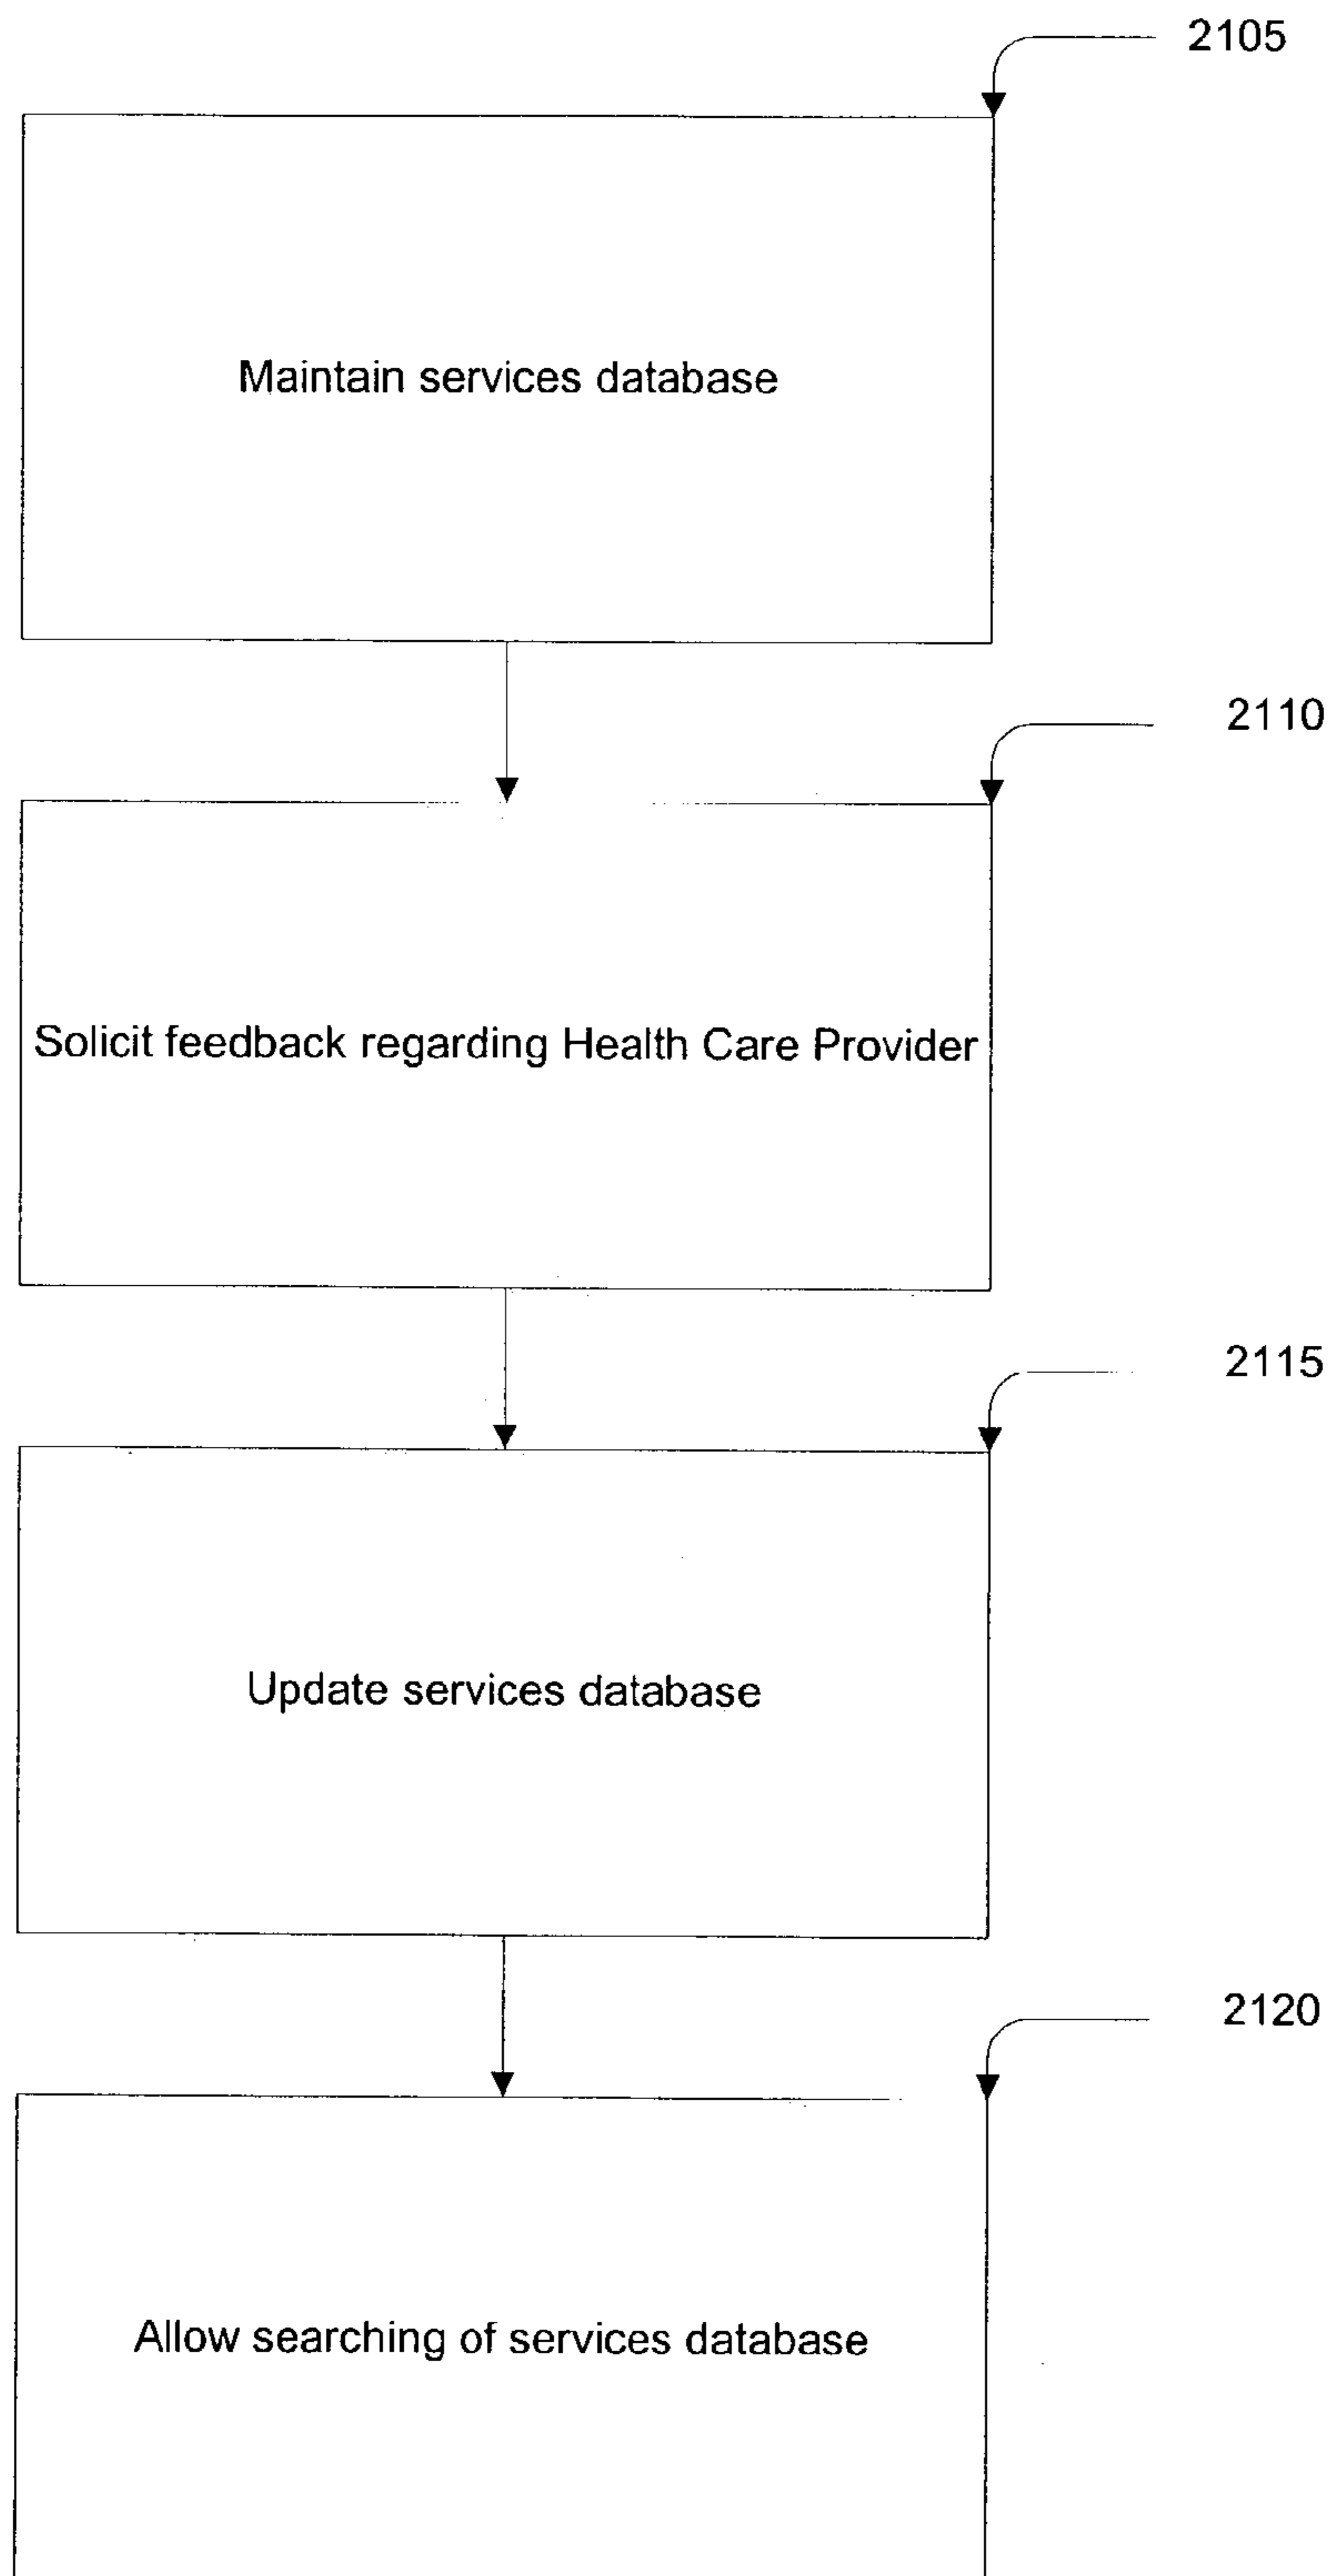 2105
Maintain services database
2110
Solicit feedback regarding Health Care Provider
2115
Update services database
2120
Allow searching of services database